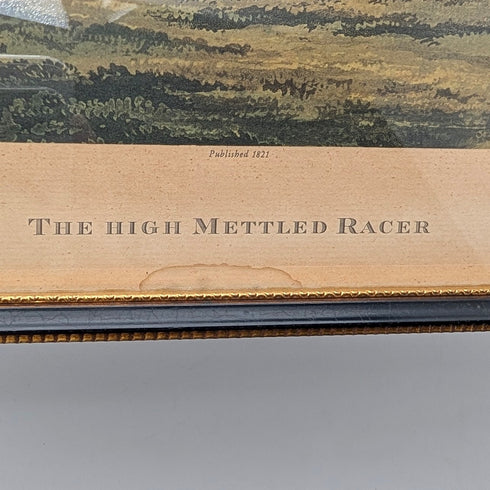 Published 1821
The high Mettled Racer